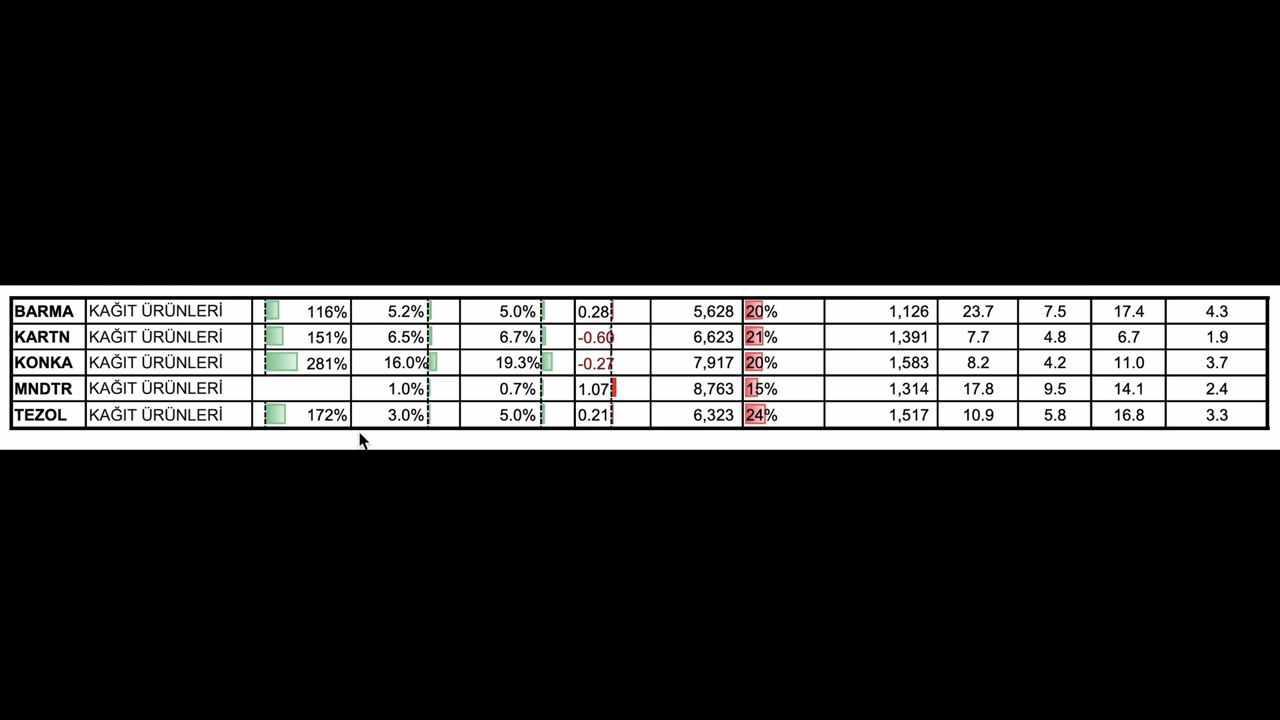 BARMA KAĞIT ÜRÜNLERİ 116% 5.2% 5.0% 0.28 5,628 20% 1,126 23.7 7.5 17.4 4.3
KARTN KAĞIT ÜRÜNLERİ 151% 6.5% 6.7% -0.60 6,623 21% 1,391 7.7 4.8 6.7 1.9
KONKA KAĞIT ÜRÜNLERİ 281% 16.0% 19.3% -0.27 7,917 20% 1,583 8.2 4.2 11.0 3.7
MNDTR KAĞIT ÜRÜNLERİ 1.0% 0.7% 1.07 8,763 15% 1,314 17.8 9.5 14.1 2.4
TEZOL KAĞIT ÜRÜNLERİ 172% 3.0% 5.0% 0.21 6,323 24% 1,517 10.9 5.8 16.8 3.3